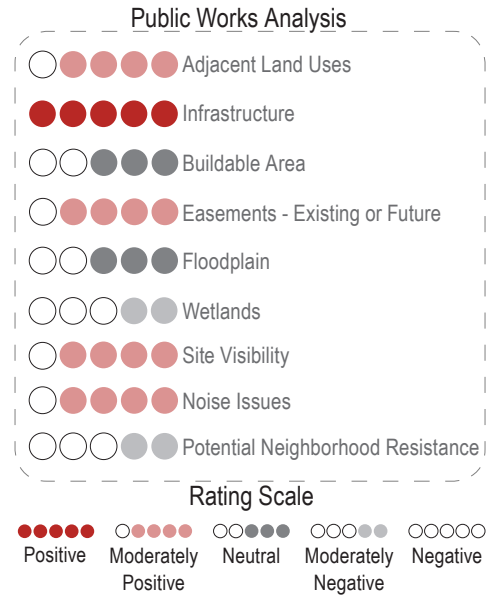 Public Works Analysis
Adjacent Land Uses
Infrastructure
Buildable Area
Easements - Existing or Future
Floodplain
Wetlands
Site Visibility
Noise Issues
Potential Neighborhood Resistance
Rating Scale
Positive
Moderately
Positive
Neutral
Moderately
Negative
Negative